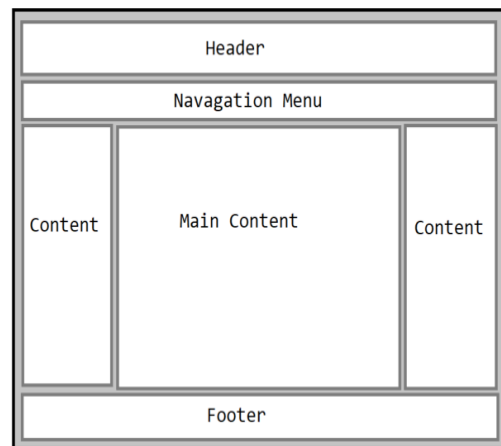 Header
Navagation Menu
Content
Main Content
Content
Footer